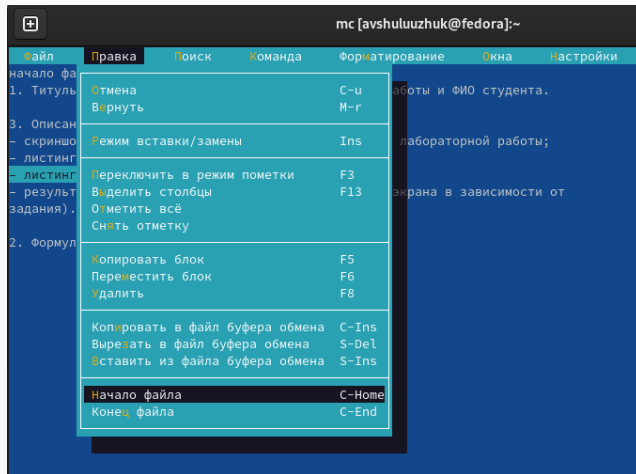 mc [avshuluuzhuk@fedora]:~
Файл Правка Поиск Команда Форматирование Окна Настройки
начало фа
1. Титуль аботы и ФИО студента.
3. Описан
– скриншо лабораторной работы;
– листинг
– листинг
– результ экрана в зависимости от
задания).
2. Формул
Отмена C-u
Вернуть M-r
Режим вставки/замены Ins
Переключить в режим пометки F3
Выделить столбцы F13
Отметить всё
Снять отметку
Копировать блок F5
Переместить блок F6
Удалить F8
Копировать в файл буфера обмена C-Ins
Вырезать в файл буфера обмена S-Del
Вставить из файла буфера обмена S-Ins
Начало файла C-Home
Конец файла C-End